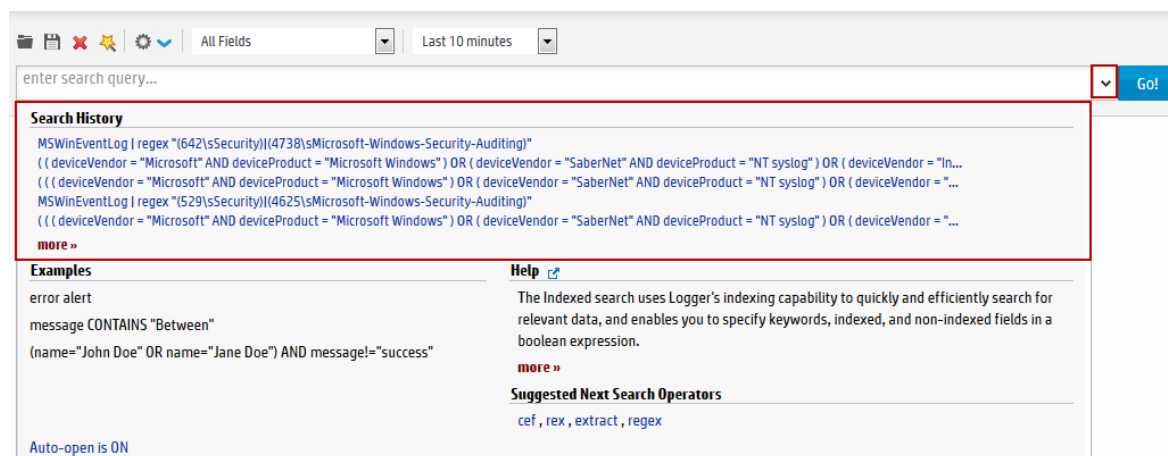 All Fields
Last 10 minutes
enter search query...
Go!
Search History
MSWinEventLog | regex "(642\sSecurity)|(4738\sMicrosoft-Windows-Security-Auditing)"
( ( deviceVendor = "Microsoft" AND deviceProduct = "Microsoft Windows" ) OR ( deviceVendor = "SaberNet" AND deviceProduct = "NT syslog" ) OR ( deviceVendor = "In...
( ( ( deviceVendor = "Microsoft" AND deviceProduct = "Microsoft Windows" ) OR ( deviceVendor = "SaberNet" AND deviceProduct = "NT syslog" ) OR ( deviceVendor = "...
MSWinEventLog | regex "(529\sSecurity)|(4625\sMicrosoft-Windows-Security-Auditing)"
( ( ( deviceVendor = "Microsoft" AND deviceProduct = "Microsoft Windows" ) OR ( deviceVendor = "SaberNet" AND deviceProduct = "NT syslog" ) OR ( deviceVendor = "...
more »
Examples
error alert
message CONTAINS "Between"
(name="John Doe" OR name="Jane Doe") AND message!="success"
Auto-open is ON
Help
The Indexed search uses Logger's indexing capability to quickly and efficiently search for
relevant data, and enables you to specify keywords, indexed, and non-indexed fields in a
boolean expression.
more »
Suggested Next Search Operators
cef , rex , extract , regex